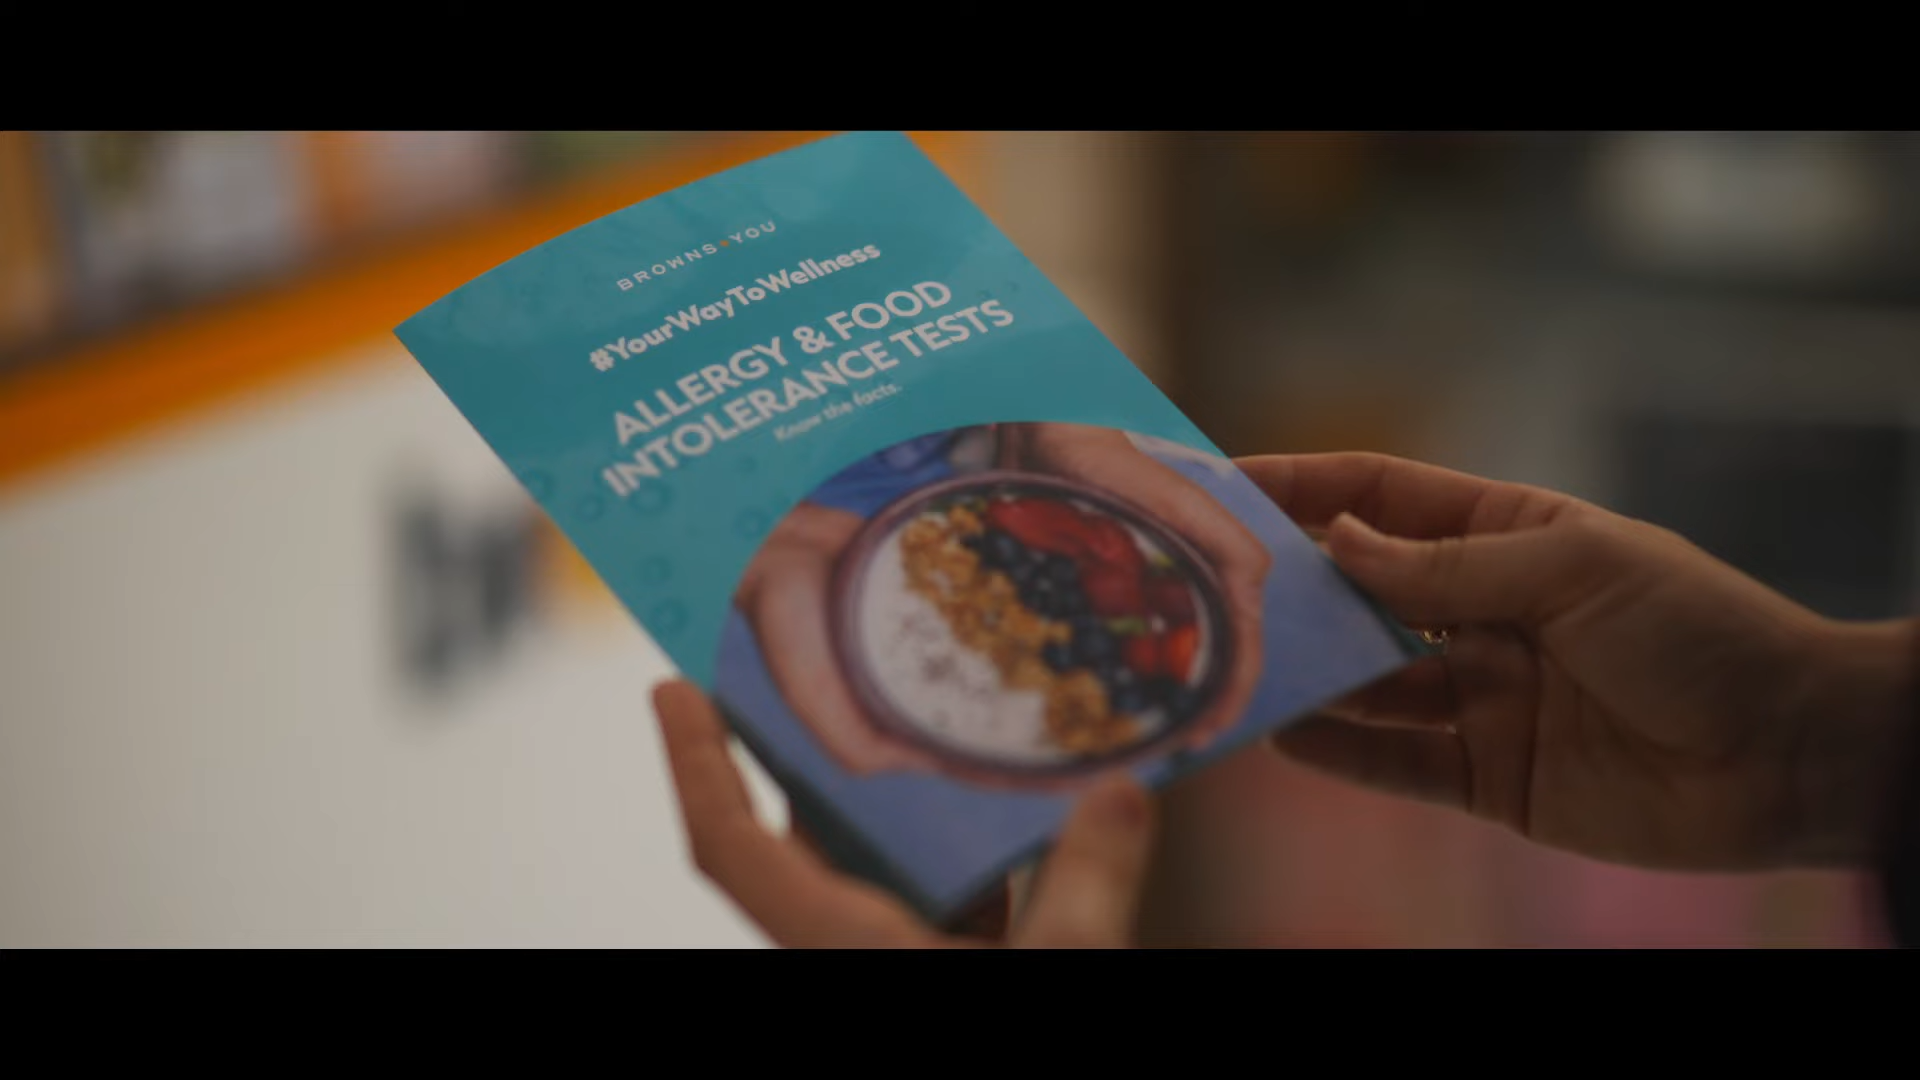 BROWNS•YOU
#YourWayToWellness
ALLERGY & FOOD
INTOLERANCE TESTS
Know the facts.